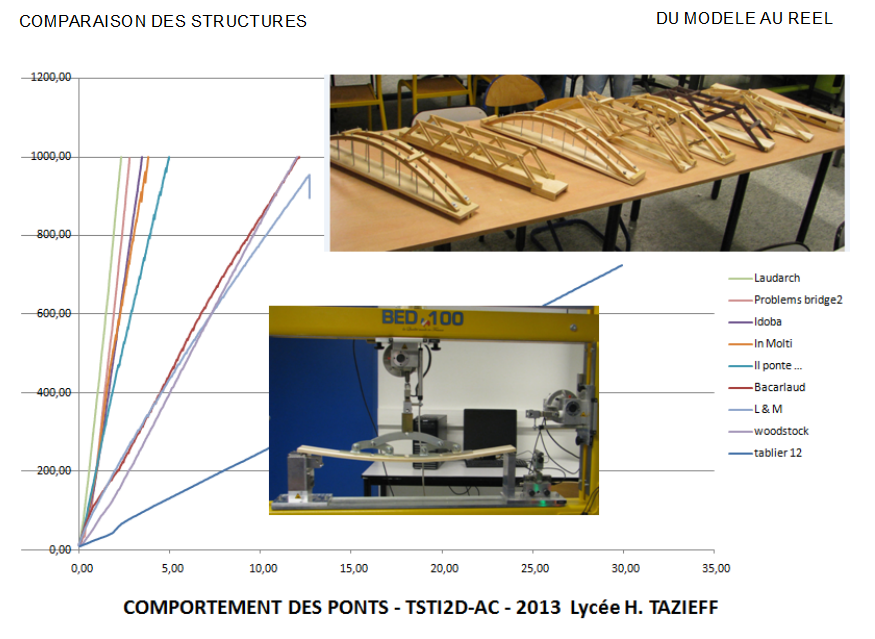 COMPARAISON DES STRUCTURES
DU MODELE AU REEL
1200,00
1000,00
800,00
600,00
400,00
200,00
0,00
0,00 5,00 10,00 15,00 20,00 25,00 30,00 35,00
BED 100
Laudarch
Problems bridge2
Idoba
In Molti
Il ponte ...
Bacarlaud
L & M
woodstock
tablier 12
COMPORTEMENT DES PONTS - TSTI2D-AC - 2013 Lycée H. TAZIEFF